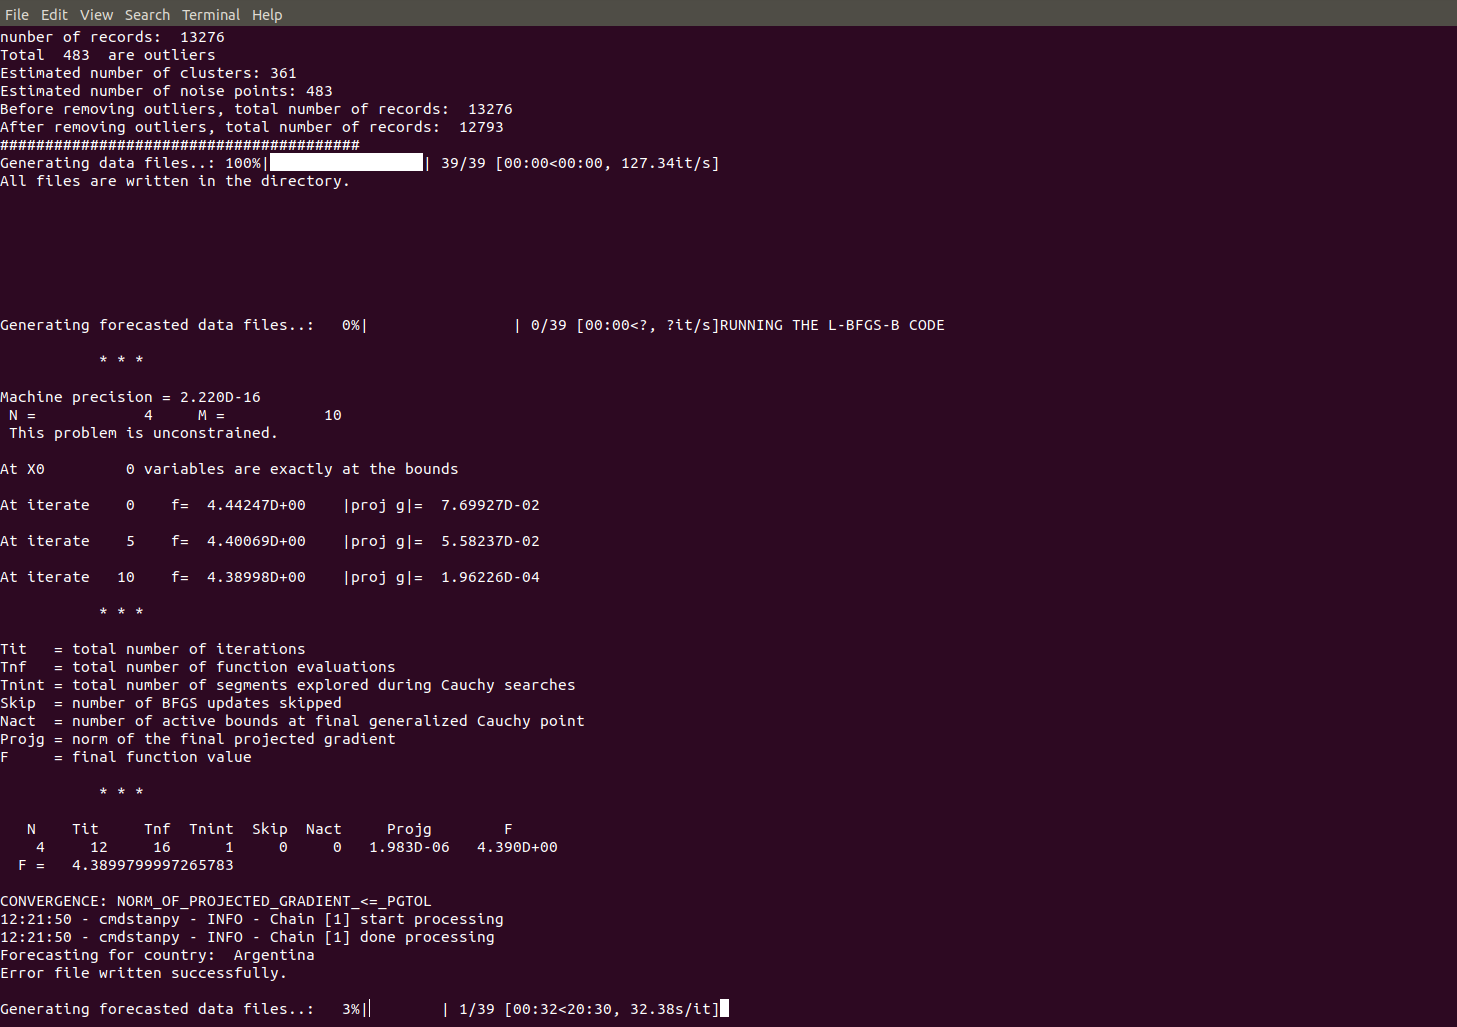 File Edit View Search Terminal Help
nunber of records:  13276
Total  483  are outliers
Estimated number of clusters: 361
Estimated number of noise points: 483
Before removing outliers, total number of records:  13276
After removing outliers, total number of records:  12793
########################################
Generating data files..: 100%|                 | 39/39 [00:00<00:00, 127.34it/s]
All files are written in the directory.
Generating forecasted data files..:   0%|                | 0/39 [00:00<?, ?it/s]RUNNING THE L-BFGS-B CODE
           * * *
Machine precision = 2.220D-16
 N =            4     M =           10
 This problem is unconstrained.
At X0         0 variables are exactly at the bounds
At iterate    0    f=  4.44247D+00    |proj g|=  7.69927D-02
At iterate    5    f=  4.40069D+00    |proj g|=  5.58237D-02
At iterate   10    f=  4.38998D+00    |proj g|=  1.96226D-04
           * * *
Tit   = total number of iterations
Tnf   = total number of function evaluations
Tnint = total number of segments explored during Cauchy searches
Skip  = number of BFGS updates skipped
Nact  = number of active bounds at final generalized Cauchy point
Projg = norm of the final projected gradient
F     = final function value
           * * *
   N    Tit     Tnf  Tnint  Skip  Nact     Projg        F
    4     12     16      1     0     0   1.983D-06   4.390D+00
  F =   4.3899799997265783
CONVERGENCE: NORM_OF_PROJECTED_GRADIENT_<=_PGTOL
12:21:50 - cmdstanpy - INFO - Chain [1] start processing
12:21:50 - cmdstanpy - INFO - Chain [1] done processing
Forecasting for country:  Argentina
Error file written successfully.
Generating forecasted data files..:   3%|        | 1/39 [00:32<20:30, 32.38s/it]